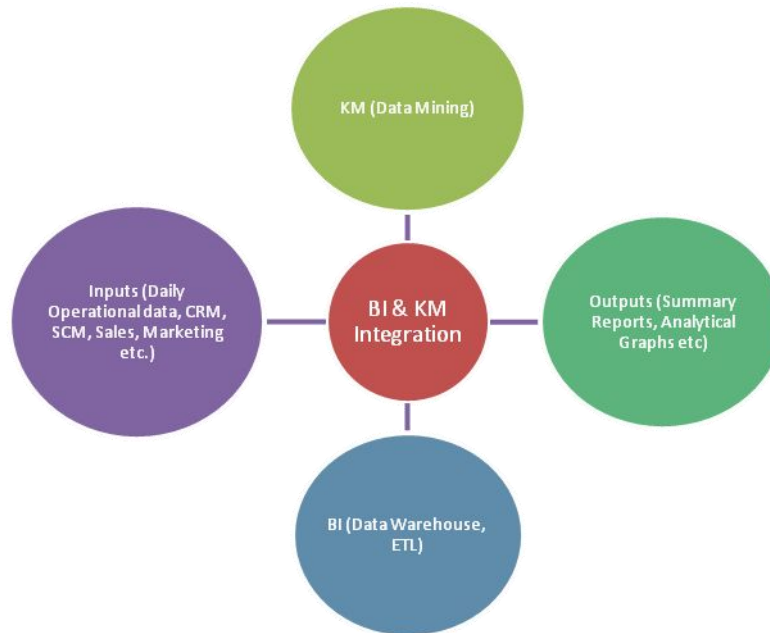 KM (Data Mining)
Inputs (Daily
Operational data, CRM,
SCM, Sales, Marketing
etc.)
BI & KM
Integration
Outputs (Summary
Reports, Analytical
Graphs etc)
BI (Data Warehouse,
ETL)